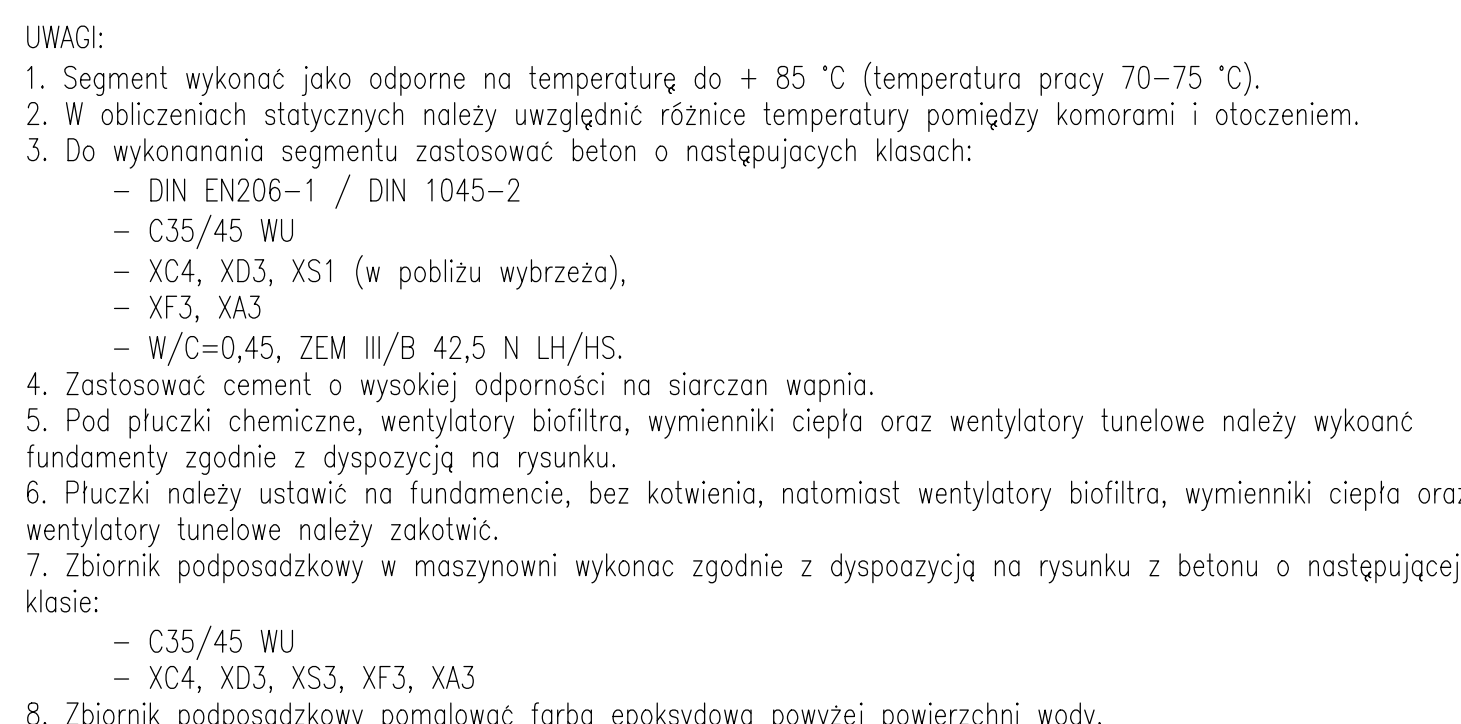 UWAGI:
1. Segment wykonać jako odporne na temperaturę do + 85 °C (temperatura pracy 70-75 °C).
2. W obliczeniach statycznych należy uwzględnić różnice temperatury pomiędzy komorami i otoczeniem.
3. Do wykonanania segmentu zastosować beton o następujacych klasach:
- DIN EN206-1 / DIN 1045-2
- C35/45 WU
- XC4, XD3, XS1 (w pobliżu wybrzeża),
- XF3, XA3
- W/C=0,45, ZEM III/B 42,5 N LH/HS.
4. Zastosować cement o wysokiej odporności na siarczan wapnia.
5. Pod płuczki chemiczne, wentylatory biofiltra, wymienniki ciepła oraz wentylatory tunelowe należy wykoanć
fundamenty zgodnie z dyspozycją na rysunku.
6. Płuczki należy ustawić na fundamencie, bez kotwienia, natomiast wentylatory biofiltra, wymienniki ciepła oraz
wentylatory tunelowe należy zakotwić.
7. Zbiornik podposadzkowy w maszynowni wykonac zgodnie z dyspoazycją na rysunku z betonu o następującej
klasie:
- C35/45 WU
- XC4, XD3, XS3, XF3, XA3
8. Zbiornik podposadzkowy pomalować farbą epoksydową powyżej powierzchni wody.